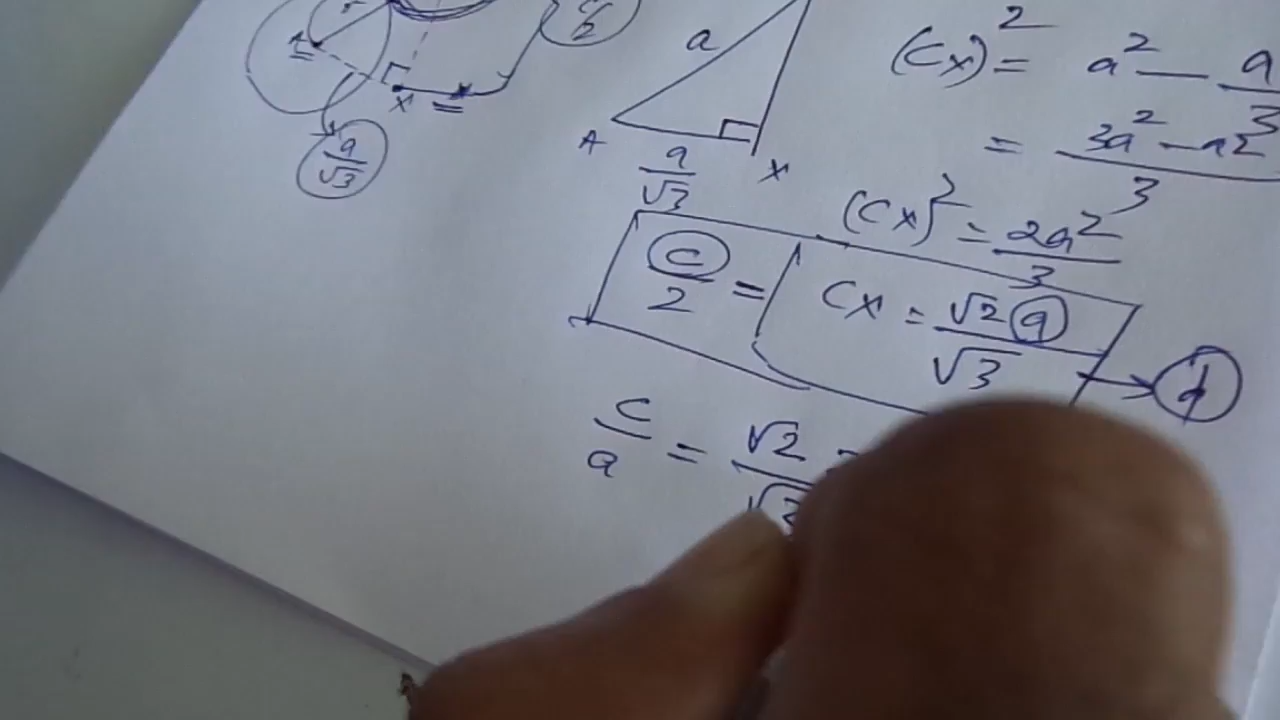 c/2
a
(Cx)² = a² — a/3
A
x
a/√3
= 3a² — a²/3
A
a/√3
x
(Cx)² = 2a²/3
c/2 = Cx = √2 a/√3
1
c/a = √2